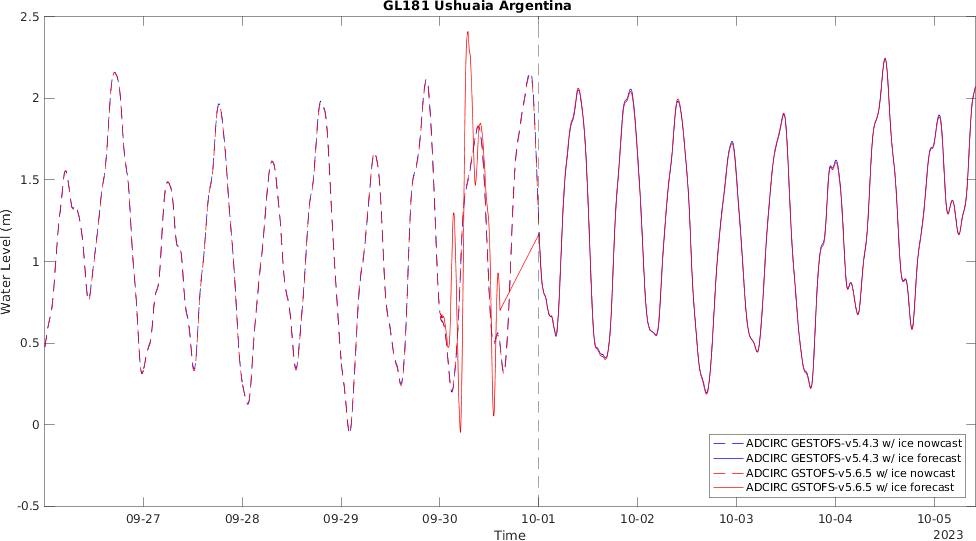 GL181 Ushuaia Argentina
2.5
2
1.5
1
0.5
0
-0.5
Water Level (m)
09-27 09-28 09-29 09-30 10-01 10-02 10-03 10-04 10-05
Time
2023
ADCIRC GESTOFS-v5.4.3 w/ ice nowcast
ADCIRC GESTOFS-v5.4.3 w/ ice forecast
ADCIRC GSTOFS-v5.6.5 w/ ice nowcast
ADCIRC GSTOFS-v5.6.5 w/ ice forecast